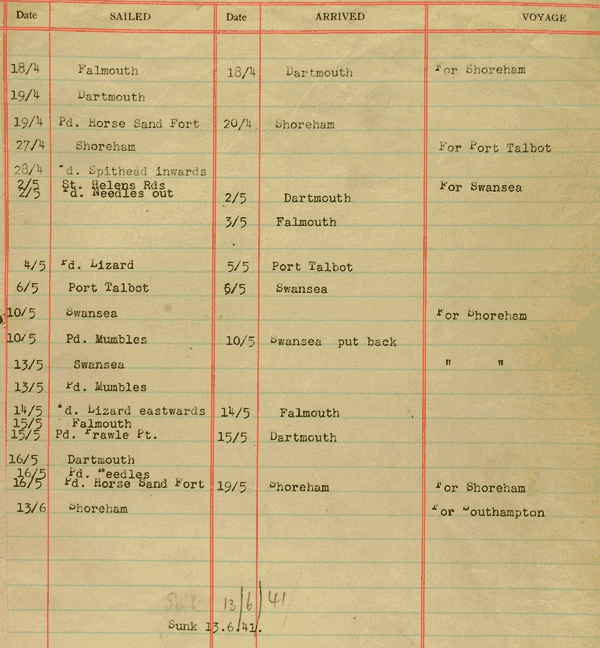 Date SAILED Date ARRIVED VOYAGE
18/4 Falmouth 18/4 Dartmouth For Shoreham
19/4 Dartmouth
19/4 Pd. Horse Sand Fort 20/4 Shoreham
27/4 Shoreham For Port Talbot
28/4 Pd. Spithead inwards
2/5 St. Helens Rds For Swansea
2/5 Pd. Needles out 2/5 Dartmouth
3/5 Falmouth
4/5 Pd. Lizard 5/5 Port Talbot
6/5 Port Talbot 6/5 Swansea
10/5 Swansea For Shoreham
10/5 Pd. Mumbles 10/5 Swansea put back
13/5 Swansea " "
13/5 Pd. Mumbles
14/5 Pd. Lizard eastwards 14/5 Falmouth
15/5 Falmouth
15/5 Pd. Prawle Pt. 15/5 Dartmouth
16/5 Dartmouth
16/5 Pd. Needles
16/5 Pd. Horse Sand Fort 19/5 Shoreham For Shoreham
13/6 Shoreham For Southampton
13/6/41
Sunk 13.6.41.